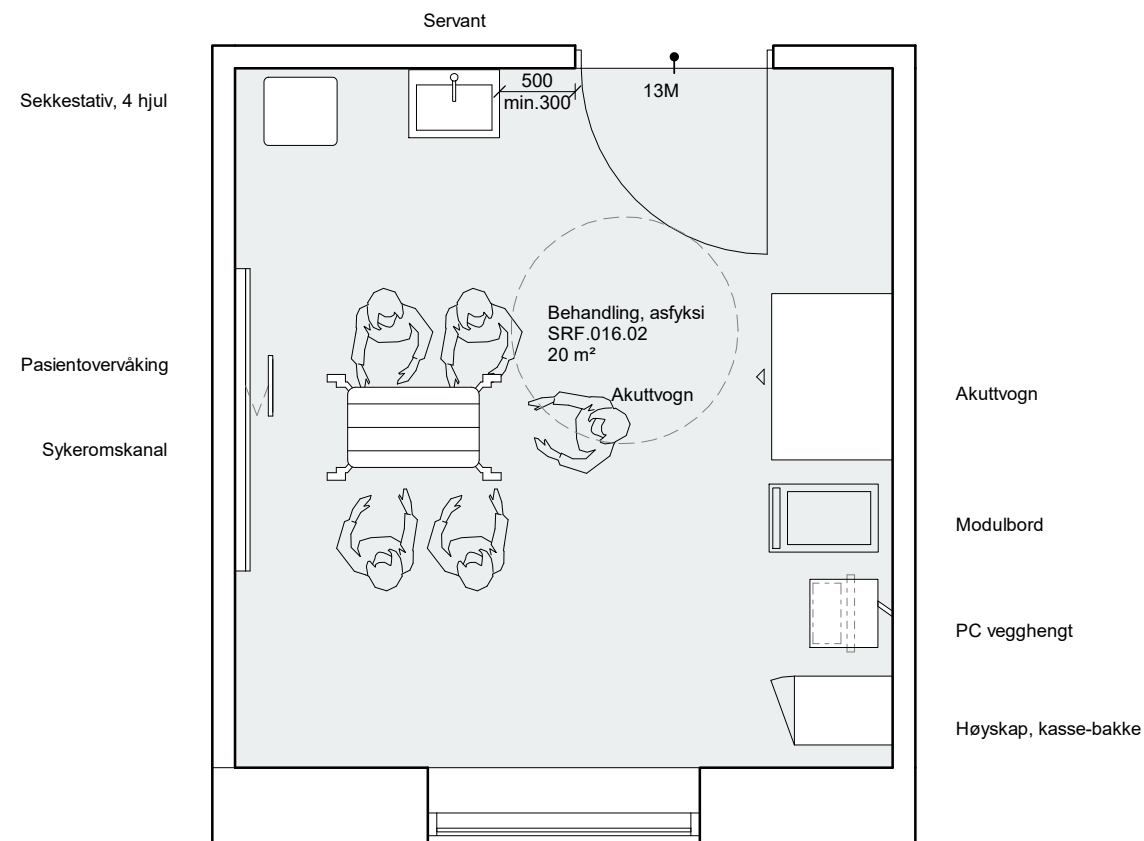 Servant
Sekkestativ, 4 hjul
500
min.300
13M
Behandling, asfyksi
SRF.016.02
20 m²
Pasientovervåking
Akuttvogn
Akuttvogn
Sykeromskanal
Modulbord
PC vegghengt
Høyskap, kasse-bakke